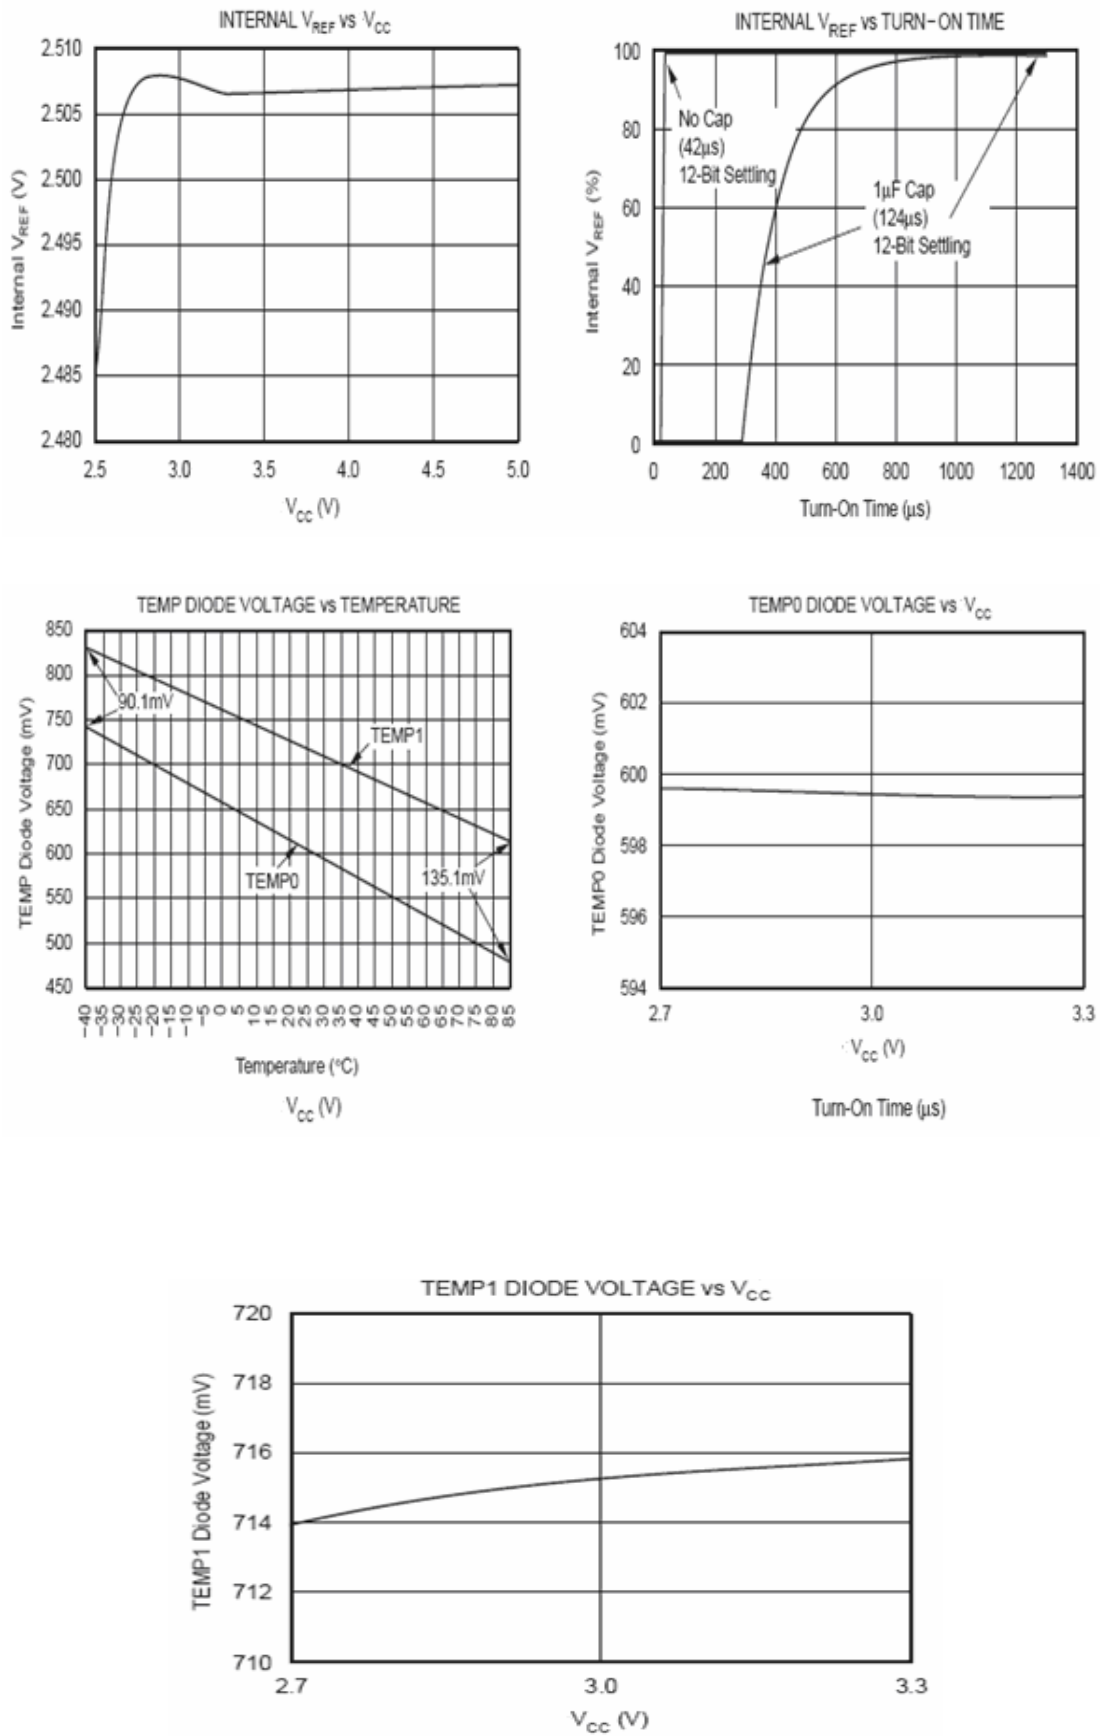 INTERNAL VREF vs VCC
2.510
2.505
2.500
2.495
2.490
2.485
2.480
Internal VREF (V)
2.5 3.0 3.5 4.0 4.5 5.0
VCC (V)
INTERNAL VREF vs TURN-ON TIME
100
80
60
40
20
0
Internal VREF (%)
No Cap
(42µs)
12-Bit Settling
1µF Cap
(124µs)
12-Bit Settling
0 200 400 600 800 1000 1200 1400
Turn-On Time (µs)
TEMP DIODE VOLTAGE vs TEMPERATURE
850
800
750
700
650
600
550
500
450
TEMP Diode Voltage (mV)
90.1mV
TEMP1
TEMP0
135.1mV
-40 -35 -30 -25 -20 -15 -10 -5 0 5 10 15 20 25 30 35 40 45 50 55 60 65 70 75 80 85
Temperature (°C)
VCC (V)
TEMP0 DIODE VOLTAGE vs VCC
604
602
600
598
596
594
TEMP0 Diode Voltage (mV)
2.7 3.0 3.3
VCC (V)
Turn-On Time (µs)
TEMP1 DIODE VOLTAGE vs VCC
720
718
716
714
712
710
TEMP1 Diode Voltage (mV)
2.7 3.0 3.3
VCC (V)